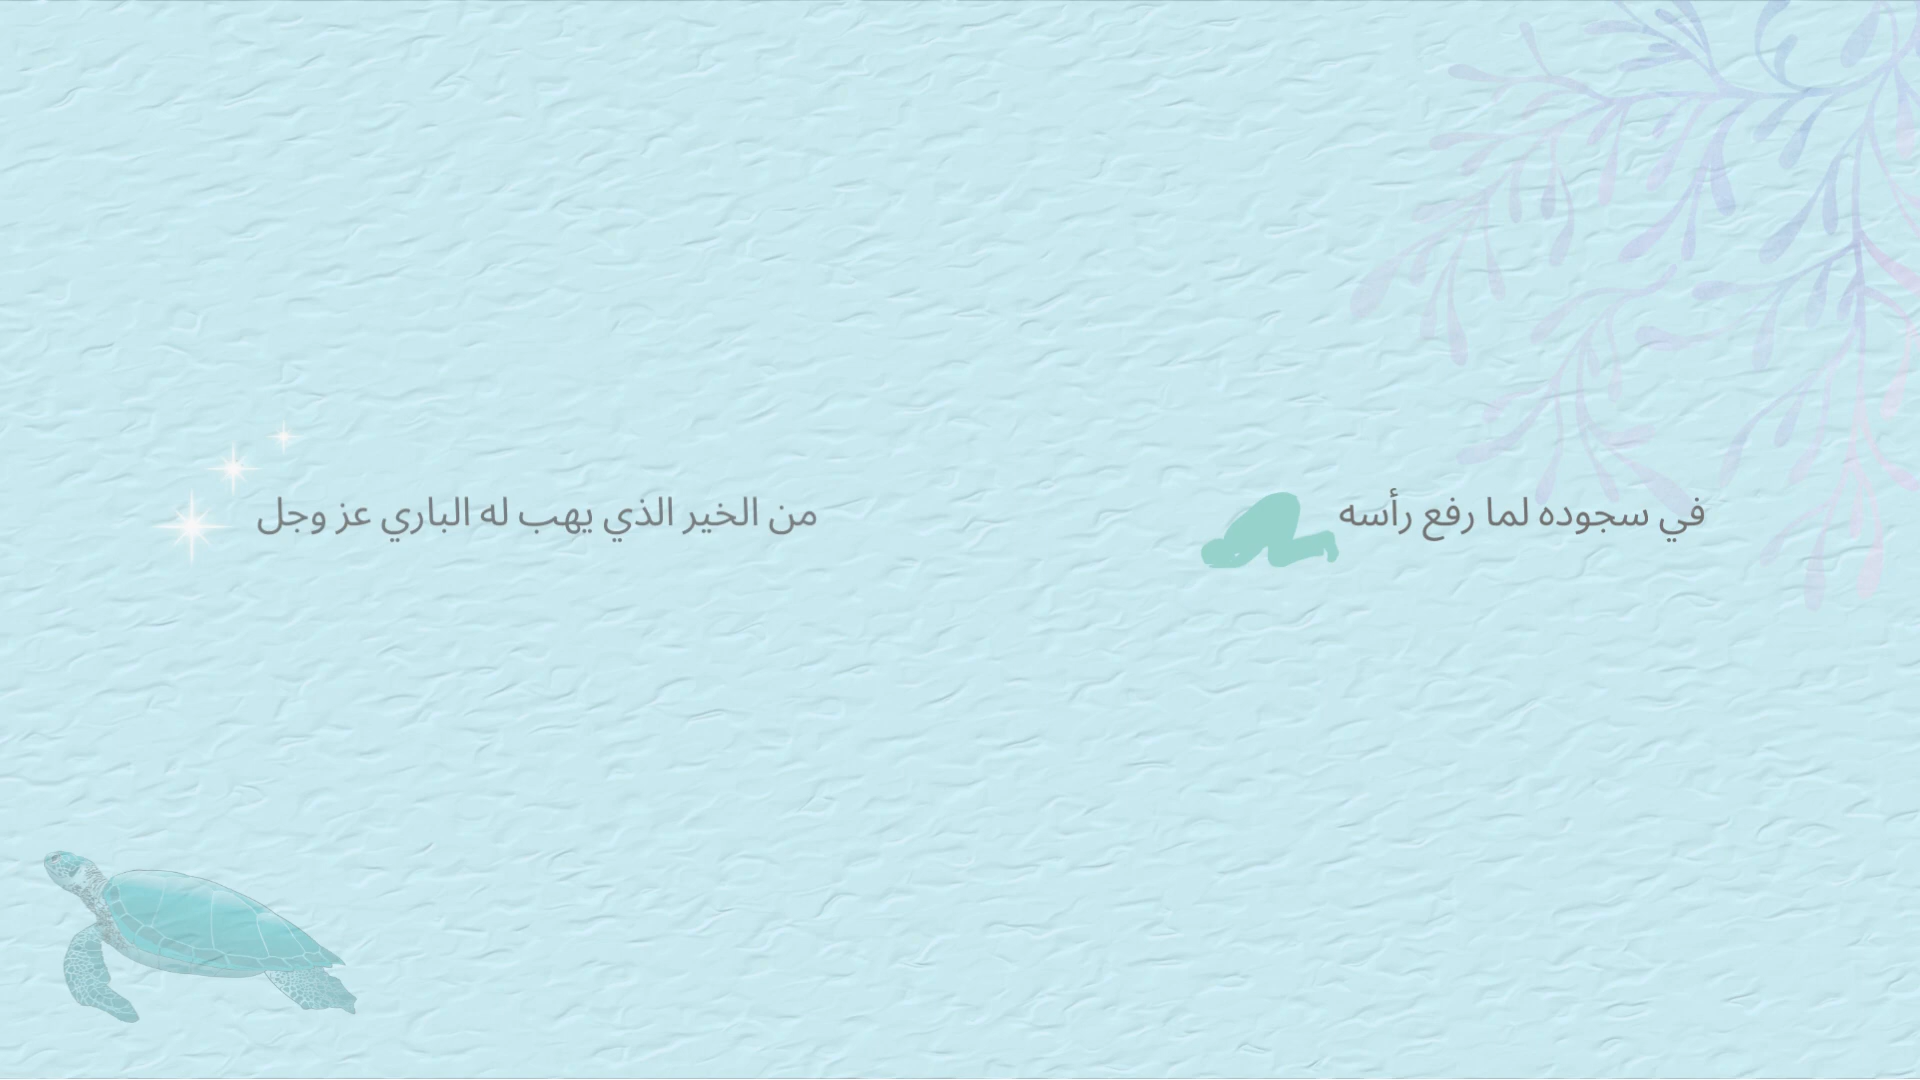 في سجوده لما رفع رأسه
من الخير الذي يهب له الباري عز وجل